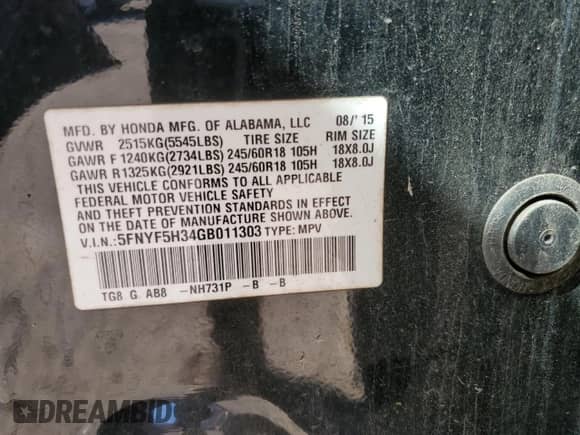 MFD. BY HONDA MFG. OF ALABAMA, LLC 08/'15
GVWR 2515KG(5545LBS) TIRE SIZE RIM SIZE
GAWR F 1240KG(2734LBS) 245/60R18 105H 18X8.0J
GAWR R1325KG(2921LBS) 245/60R18 105H 18X8.0J
THIS VEHICLE CONFORMS TO ALL APPLICABLE
FEDERAL MOTOR VEHICLE SAFETY
AND THEFT PREVENTION STANDARDS IN EFFECT
ON THE DATE OF MANUFACTURE SHOWN ABOVE.
V.I.N.:5FNYF5H34GB011303 TYPE: MPV
TG8 G. AB8 -NH731P -B -B
DREAMBID